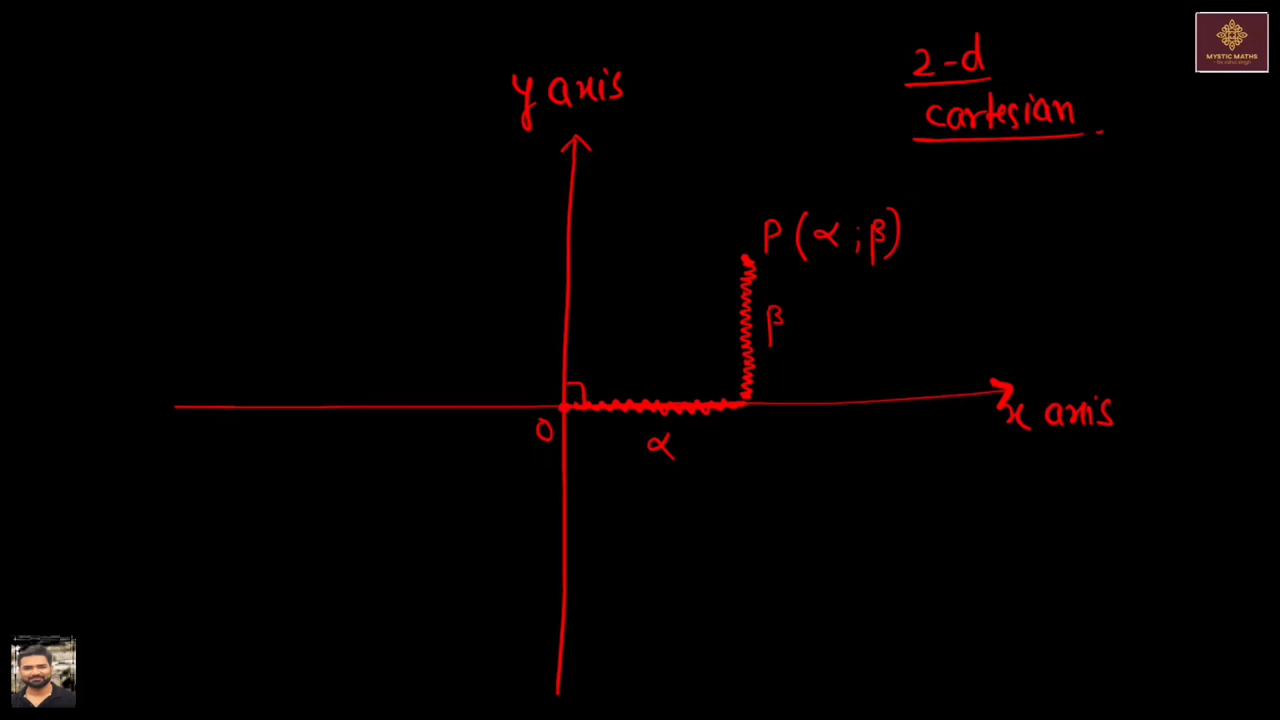 2-d
cartesian
y axis
P(α ; β)
β
x axis
O
α
MYSTIC MATHS